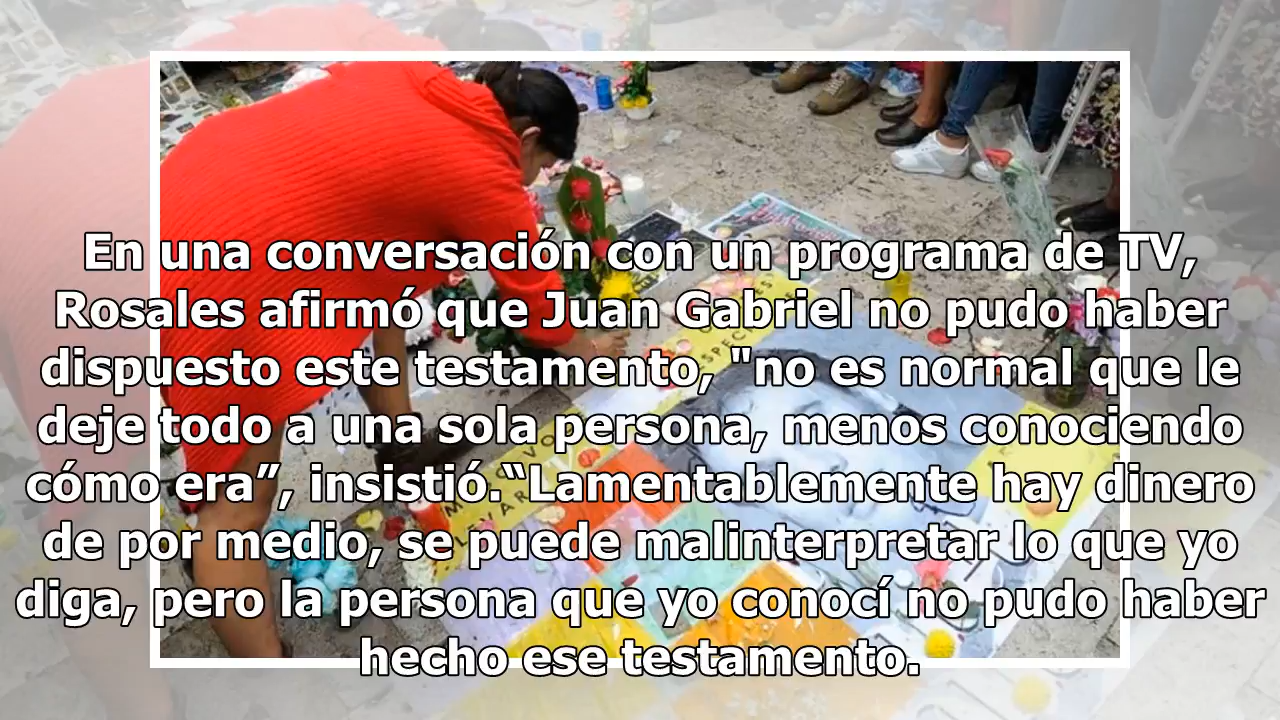 En una conversación con un programa de TV,
Rosales afirmó que Juan Gabriel no pudo haber
dispuesto este testamento, "no es normal que le
deje todo a una sola persona, menos conociendo
cómo era”, insistió.“Lamentablemente hay dinero
de por medio, se puede malinterpretar lo que yo
diga, pero la persona que yo conocí no pudo haber
hecho ese testamento.